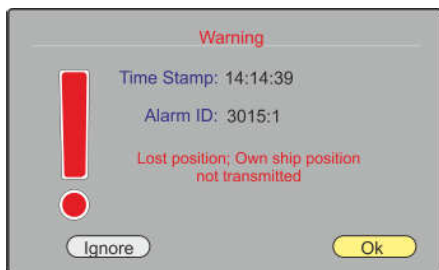 Warning
Time Stamp: 14:14:39
Alarm ID: 3015:1
Lost position; Own ship position
not transmitted
Ignore
Ok